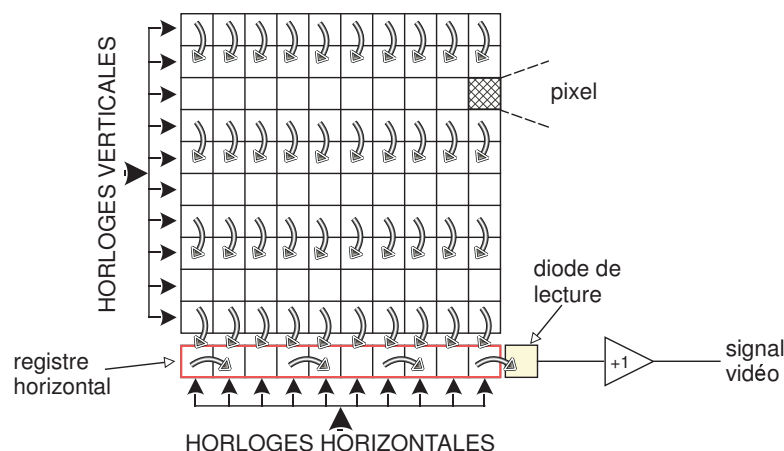 HORLOGES VERTICALES
pixel
diode de
lecture
registre
horizontal
+1
signal
vidéo
HORLOGES HORIZONTALES